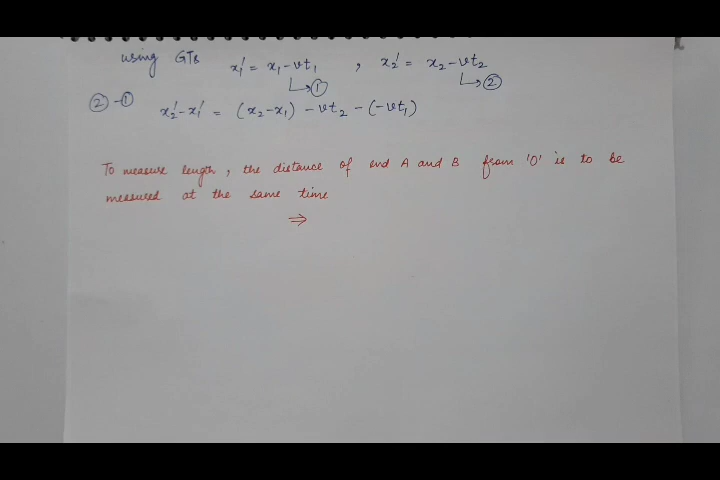 using GTs x₁' = x₁ - vt₁ , x₂' = x₂ - vt₂
① ②
② - ① x₂' - x₁' = (x₂ - x₁) - vt₂ - (-vt₁)
To measure length, the distance of end A and B from 'O' is to be
measured at the same time
⇒